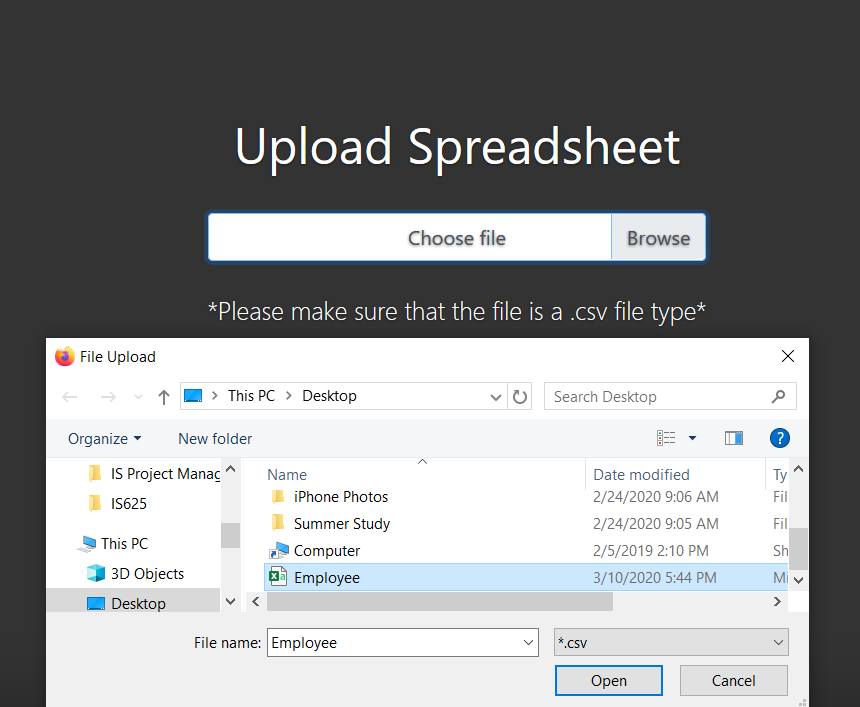 Upload Spreadsheet
Choose file Browse
*Please make sure that the file is a .csv file type*
File Upload
This PC Desktop
Search Desktop
Organize New folder
IS Project Manag
IS625
This PC
3D Objects
Desktop
Name Date modified Ty
iPhone Photos 2/24/2020 9:06 AM Fil
Summer Study 2/24/2020 9:05 AM Fil
Computer 2/5/2019 2:10 PM Sh
Employee 3/10/2020 5:44 PM Mi
File name: Employee *.csv
Open Cancel